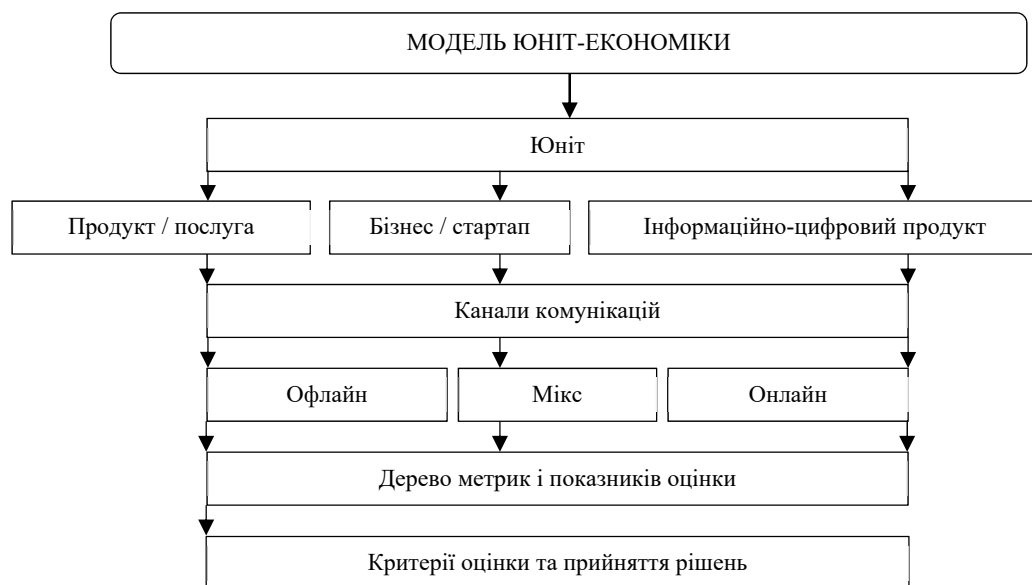 МОДЕЛЬ ЮНІТ-ЕКОНОМІКИ
Юніт
Продукт / послуга
Бізнес / стартап
Інформаційно-цифровий продукт
Канали комунікацій
Офлайн
Мікс
Онлайн
Дерево метрик і показників оцінки
Критерії оцінки та прийняття рішень